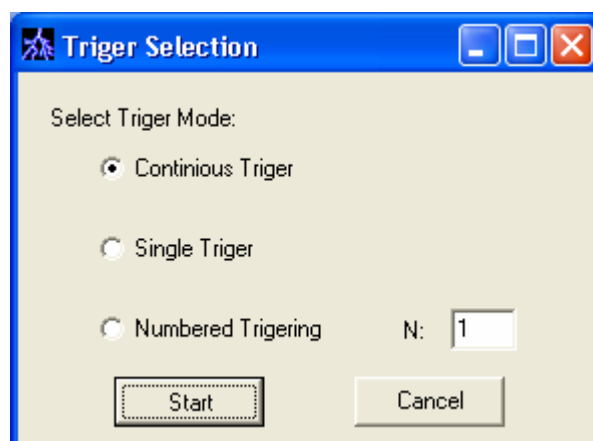 Triger Selection
Select Triger Mode:
Continious Triger
Single Triger
Numbered Trigering N: 1
Start Cancel